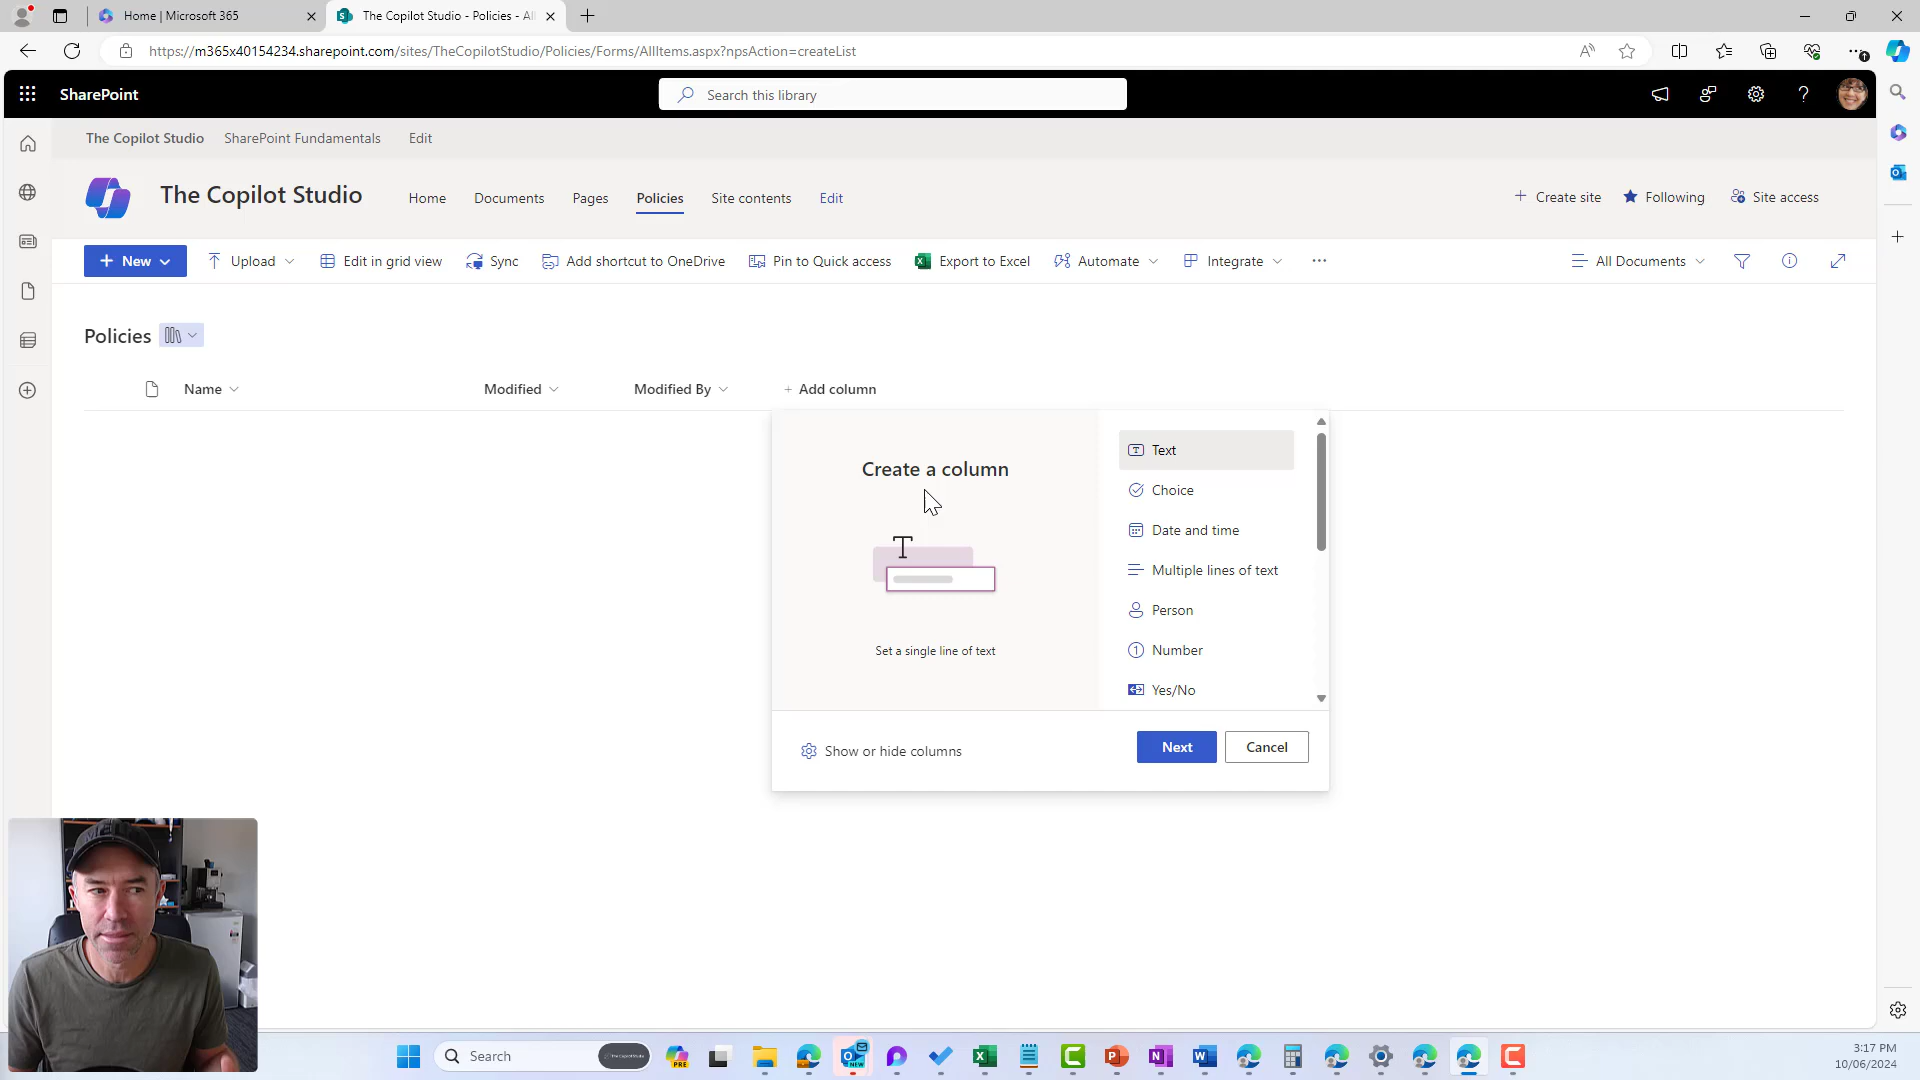 Home | Microsoft 365
The Copilot Studio - Policies - Al
https://m365x40154234.sharepoint.com/sites/TheCopilotStudio/Policies/Forms/AllItems.aspx?npsAction=createList
SharePoint
Search this library
The Copilot Studio
SharePoint Fundamentals
Edit
The Copilot Studio
Home
Documents
Pages
Policies
Site contents
Edit
Create site
Following
Site access
New
Upload
Edit in grid view
Sync
Add shortcut to OneDrive
Pin to Quick access
Export to Excel
Automate
Integrate
All Documents
Policies
Name
Modified
Modified By
+ Add column
Create a column
T
Set a single line of text
Text
Choice
Date and time
Multiple lines of text
Person
Number
Yes/No
Show or hide columns
Next
Cancel
Search
3:17 PM
10/06/2024